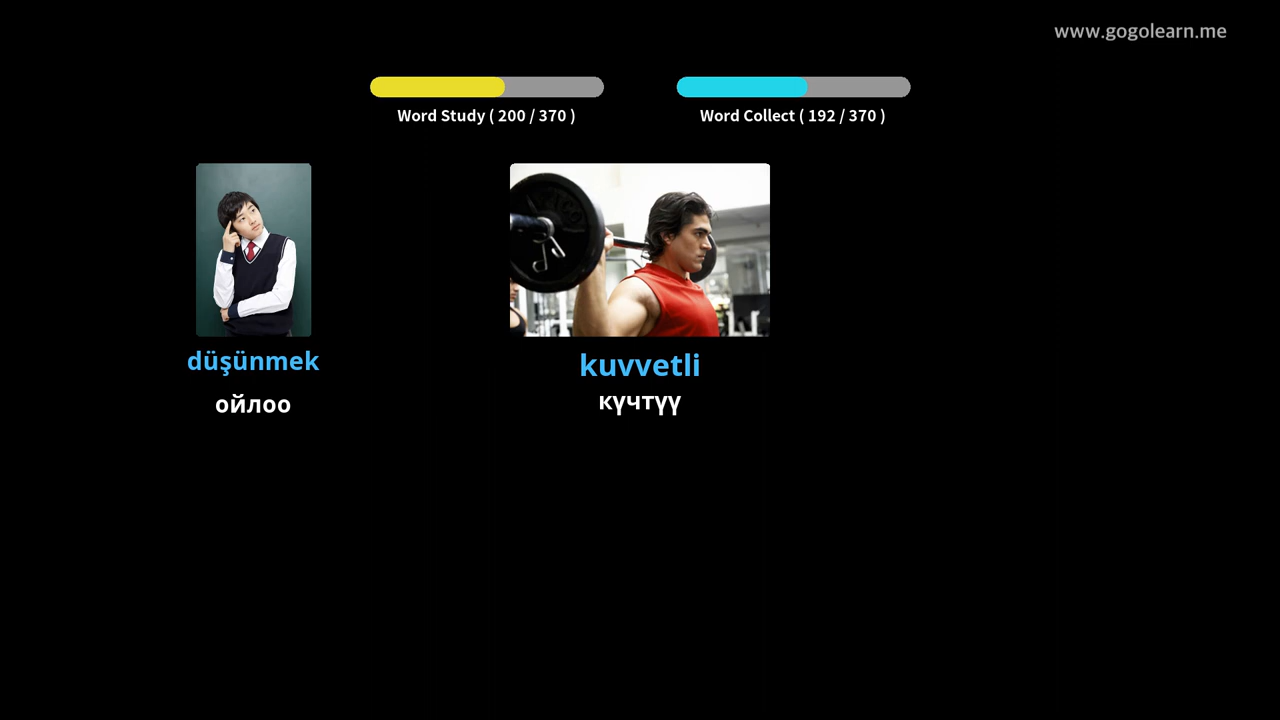 www.gogolearn.me
Word Study ( 200 / 370 )
Word Collect ( 192 / 370 )
düşünmek
ойлоо
kuvvetli
күчтүү